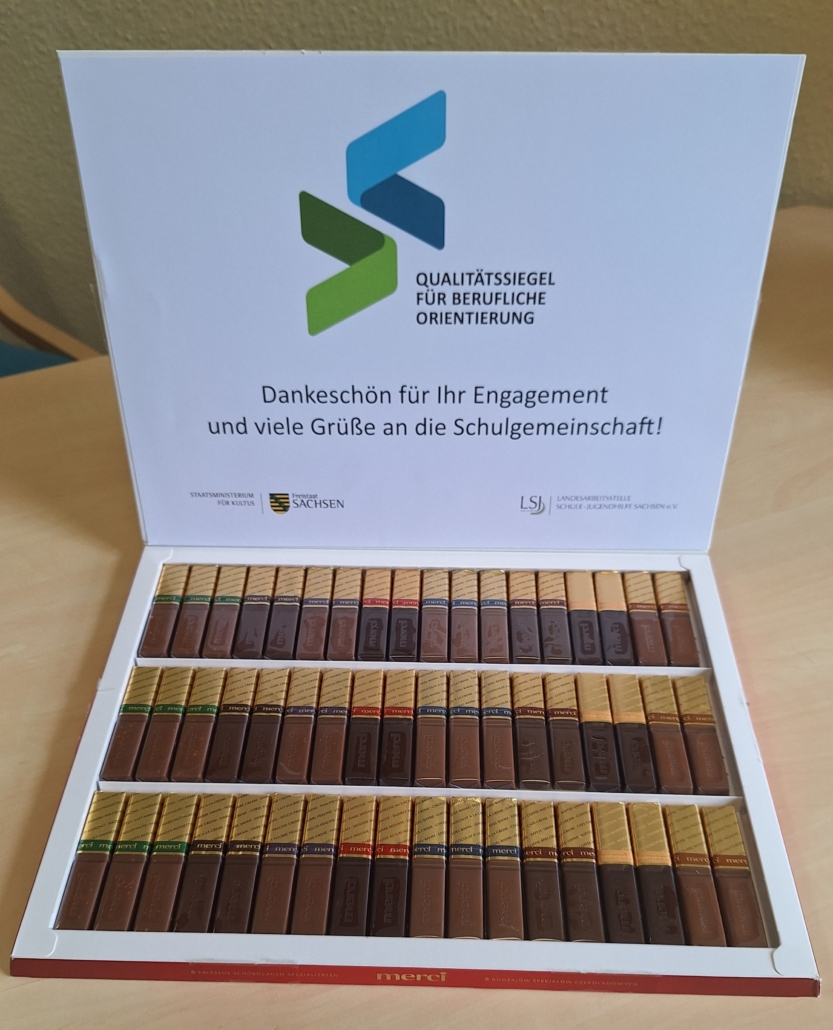 QUALITÄTSSIEGEL
FÜR BERUFLICHE
ORIENTIERUNG
Dankeschön für Ihr Engagement
und viele Grüße an die Schulgemeinschaft!
STAATSMINISTERIUM
FÜR KULTUS
Freistaat
SACHSEN
LSJ
LANDESARBEITSSTELLE
SCHULE-JUGENDHILFE SACHSEN e.V.
merci